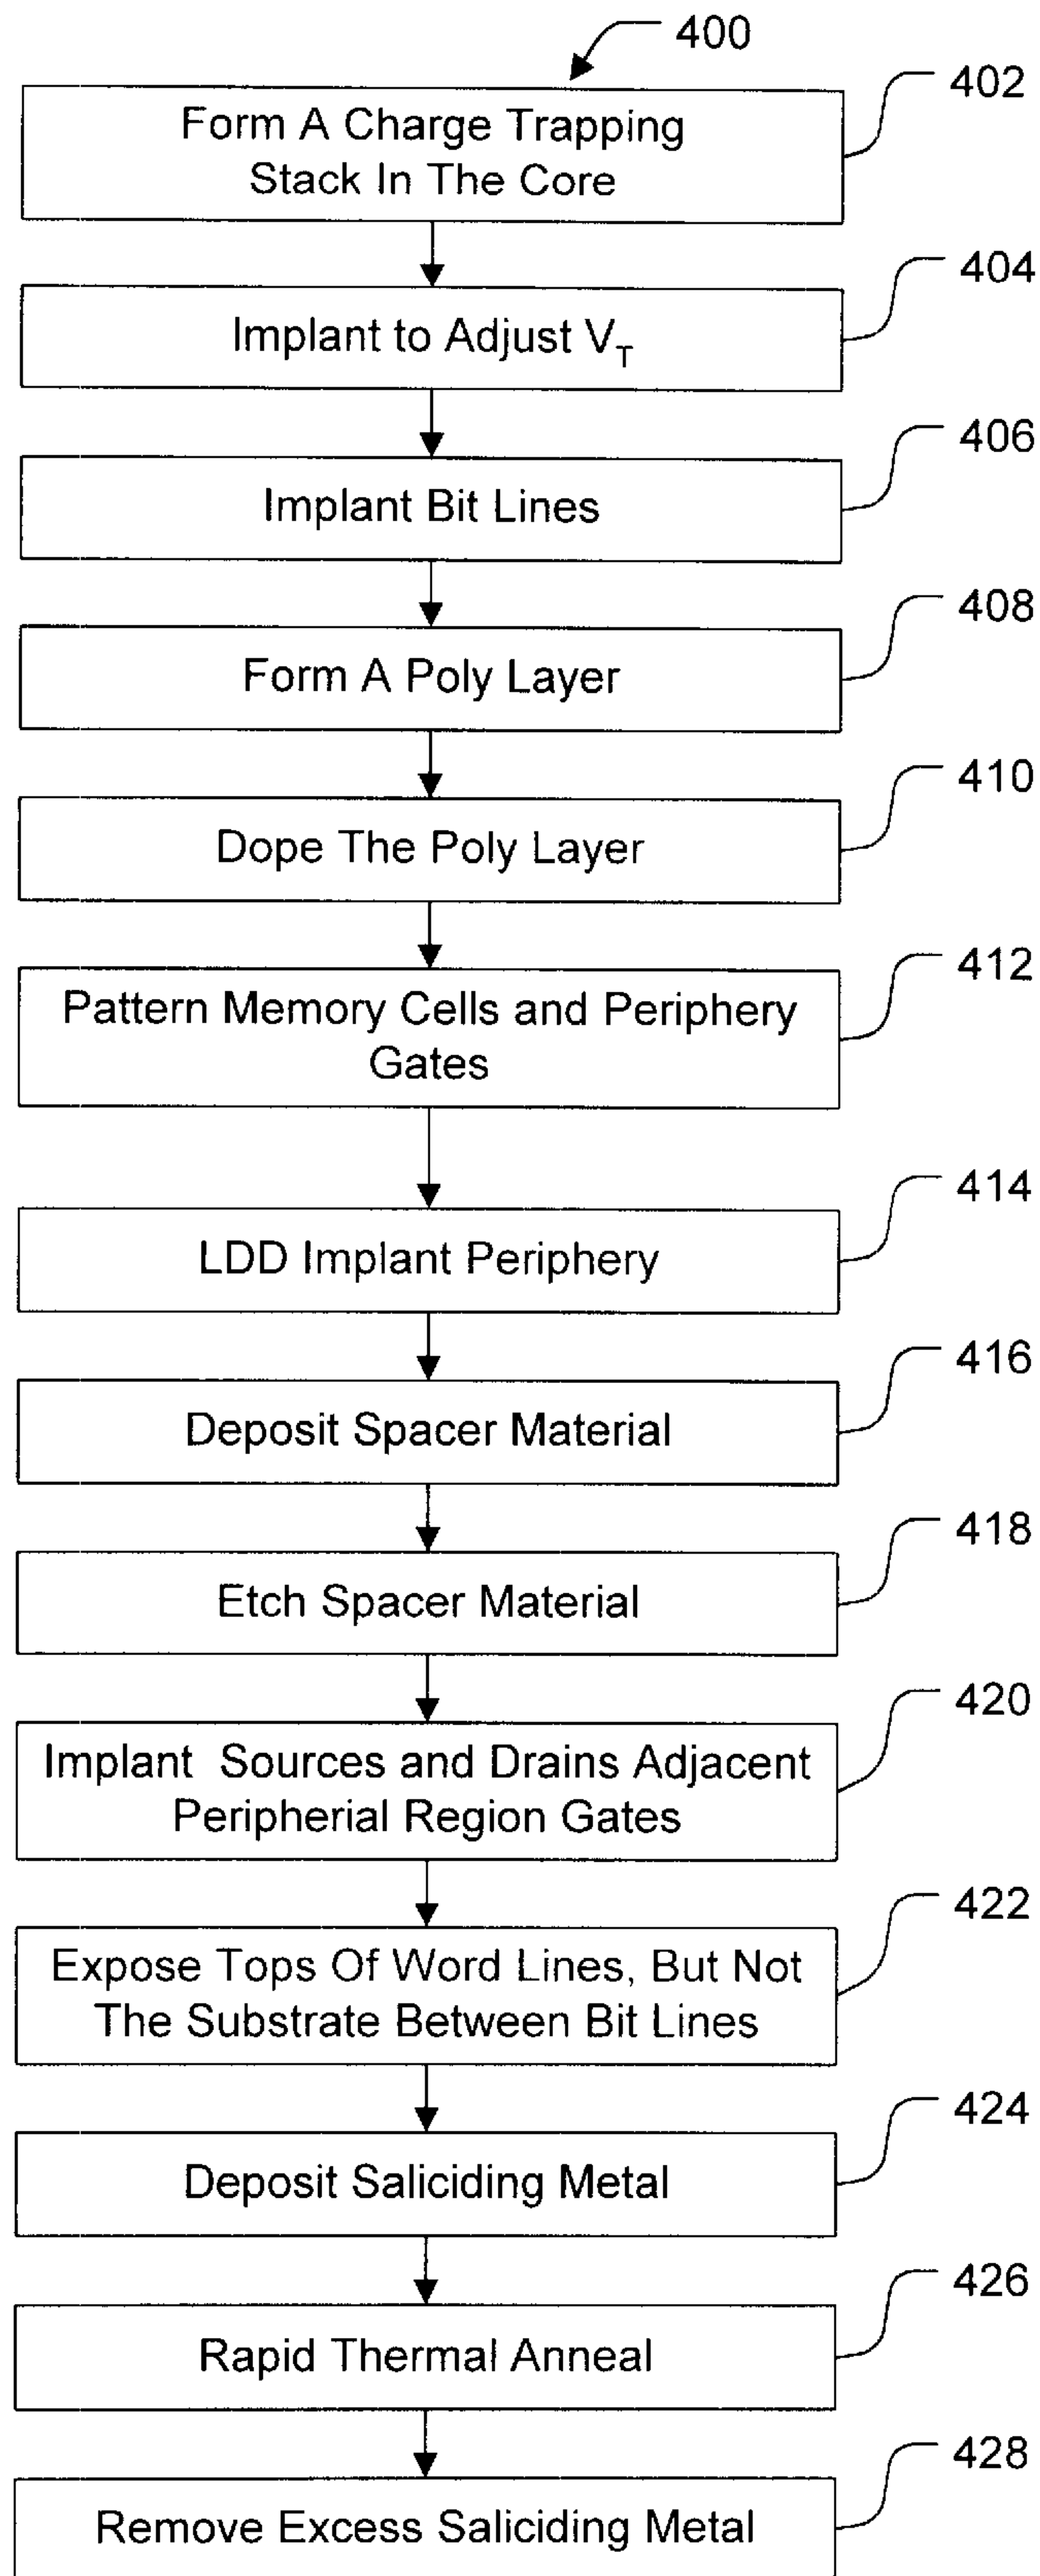 400
402
Form A Charge Trapping
Stack In The Core
404
Implant to Adjust VT
406
Implant Bit Lines
408
Form A Poly Layer
410
Dope The Poly Layer
412
Pattern Memory Cells and Periphery
Gates
414
LDD Implant Periphery
416
Deposit Spacer Material
418
Etch Spacer Material
420
Implant Sources and Drains Adjacent
Peripherial Region Gates
422
Expose Tops Of Word Lines, But Not
The Substrate Between Bit Lines
424
Deposit Saliciding Metal
426
Rapid Thermal Anneal
428
Remove Excess Saliciding Metal